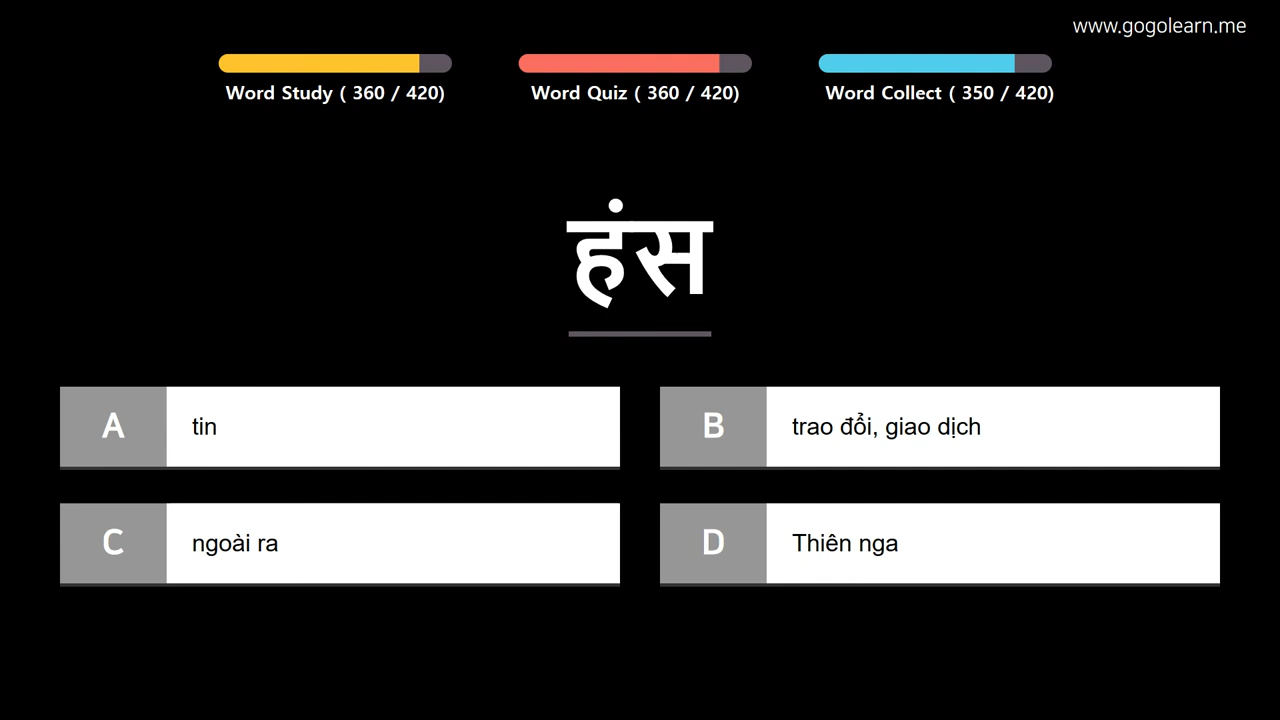 www.gogolearn.me
Word Study ( 360 / 420)
Word Quiz ( 360 / 420)
Word Collect ( 350 / 420)
हंस
A tin
B trao đổi, giao dịch
C ngoài ra
D Thiên nga